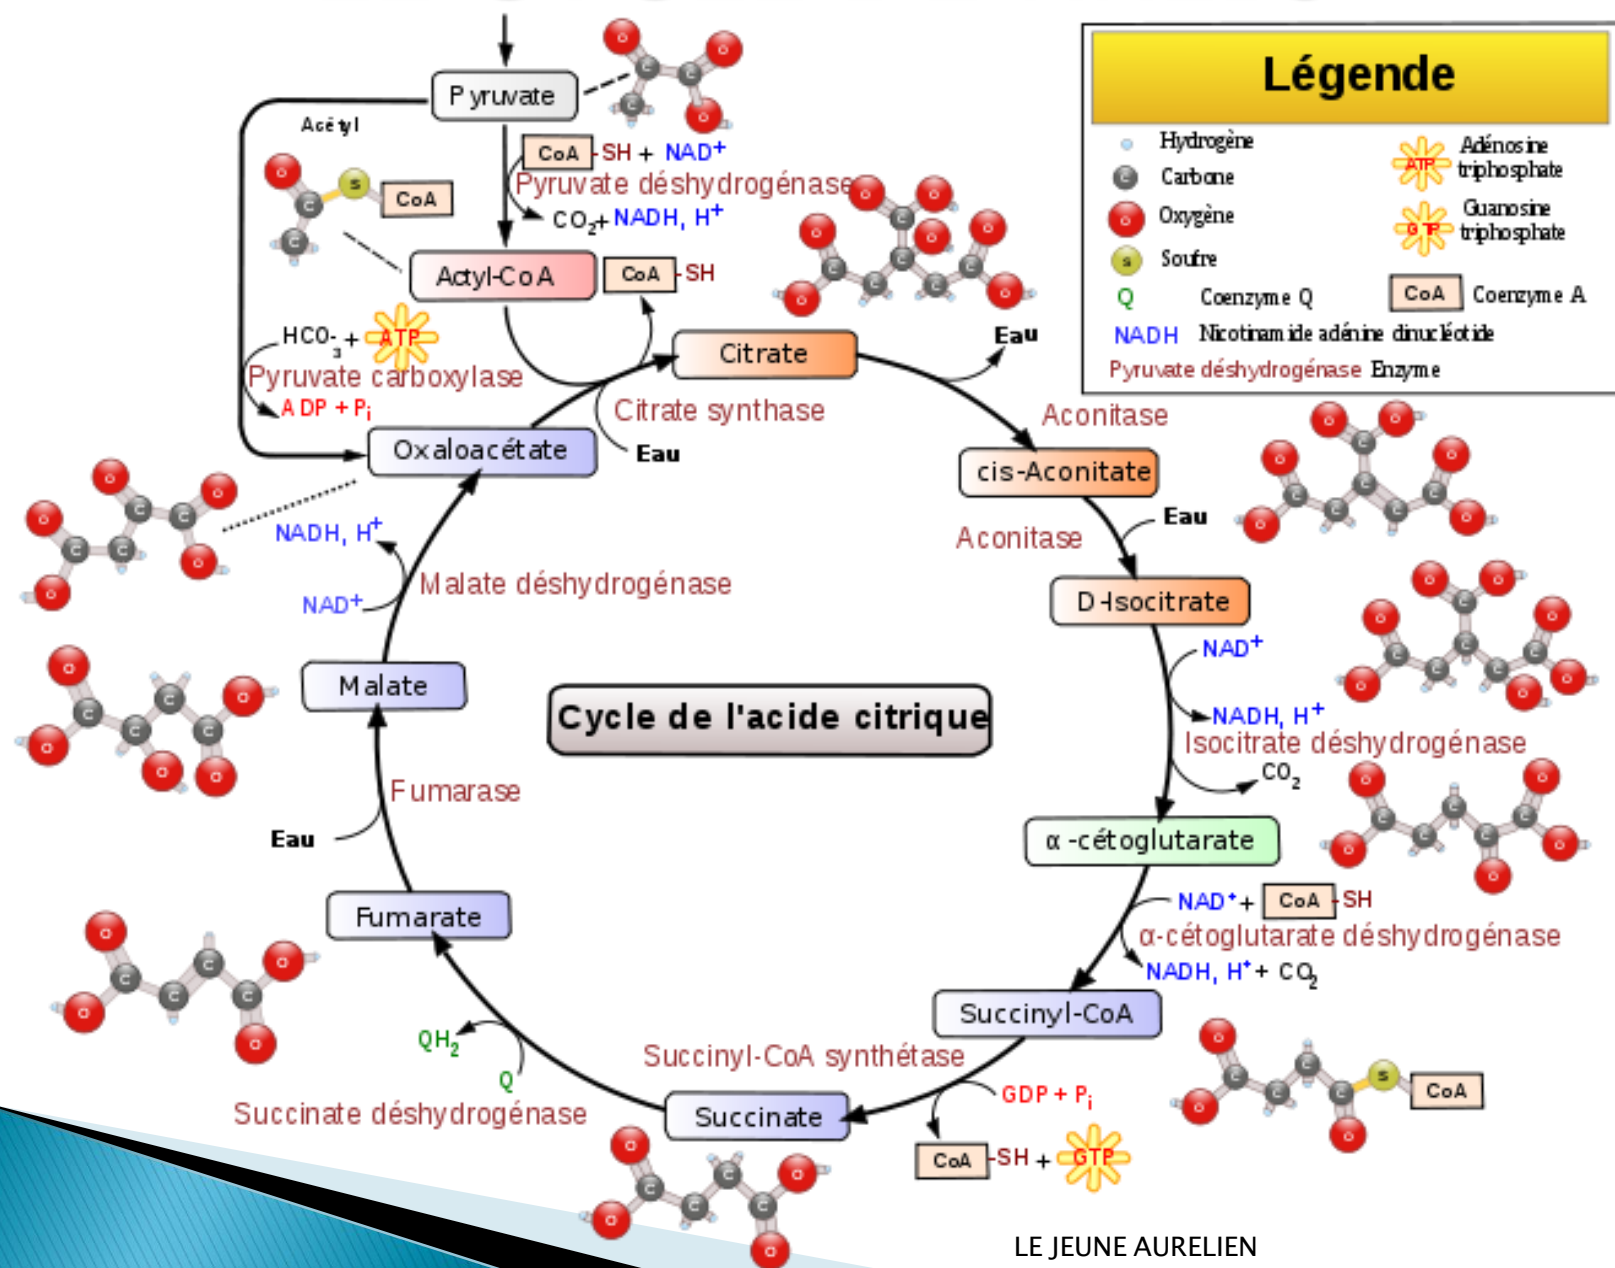 Pyruvate
Acétyl
CoA -SH + NAD+
Pyruvate déshydrogénase
CO2+ NADH, H+
S CoA
Actyl-CoA
CoA -SH
HCO3- + ATP
Pyruvate carboxylase
ADP + Pi
Citrate
Eau
Citrate synthase
Eau
Oxaloacétate
Aconitase
cis-Aconitate
Eau
Aconitase
D-Isocitrate
NAD+
NADH, H+
Isocitrate déshydrogénase
CO2
α-cétoglutarate
NAD+ + CoA -SH
α-cétoglutarate déshydrogénase
NADH, H+ + CO2
Succinyl-CoA
S CoA
Succinyl-CoA synthétase
GDP + Pi
CoA -SH + GTP
Succinate
QH2
Q
Succinate déshydrogénase
Fumarate
Eau
Fumarase
Malate
NADH, H+
NAD+
Malate déshydrogénase
Cycle de l'acide citrique
Légende
Hydrogène
C Carbone
O Oxygène
S Soufre
Q Coenzyme Q
ATP Adénosine
triphosphate
GTP Guanosine
triphosphate
CoA Coenzyme A
NADH Nicotinamide adénine dinucléotide
Pyruvate déshydrogénase Enzyme
LE JEUNE AURELIEN